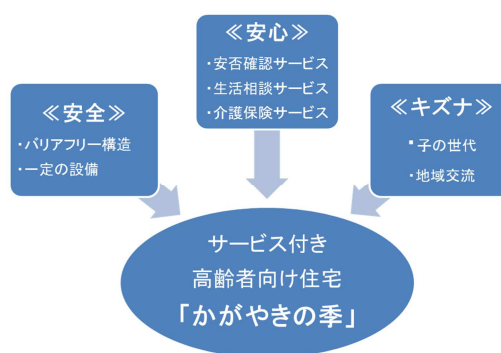 ≪安心≫
・安否確認サービス
・生活相談サービス
・介護保険サービス
≪安全≫
・バリアフリー構造
・一定の設備
≪キズナ≫
・子の世代
・地域交流
サービス付き
高齢者向け住宅
「かがやきの季」